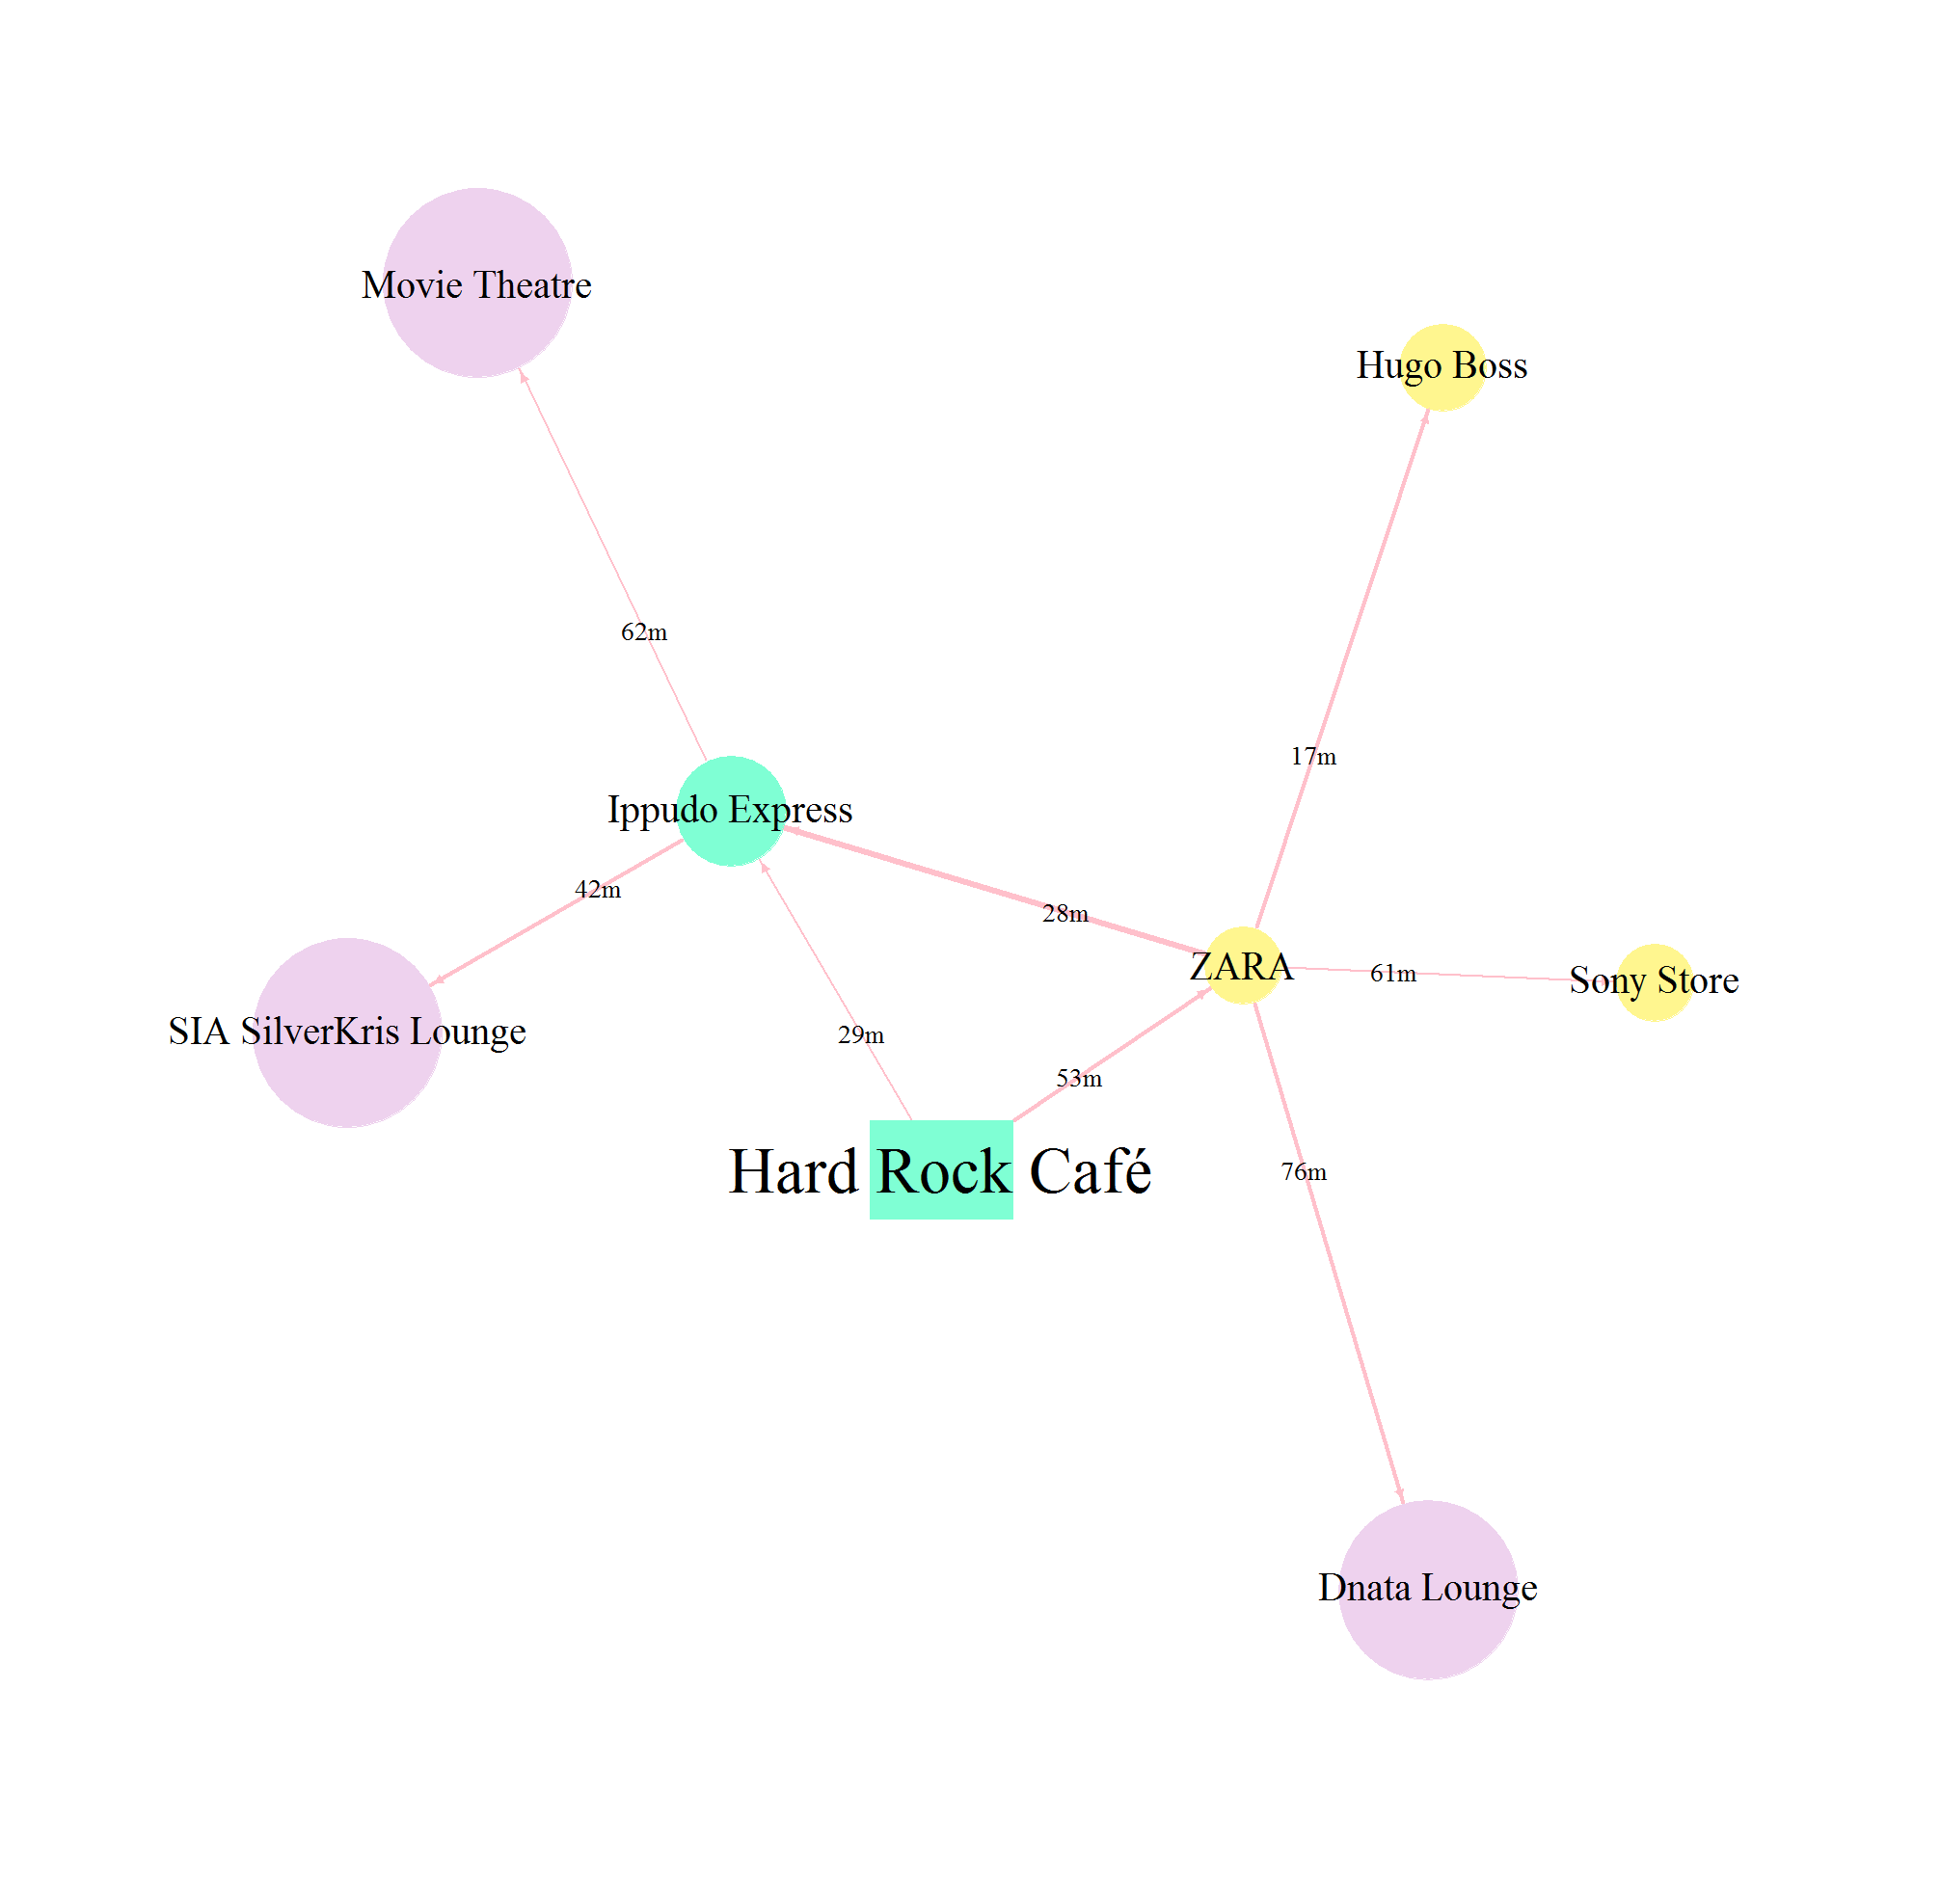 Movie Theatre
Hugo Boss
62m
17m
Ippudo Express
42m
28m
ZARA
61m
Sony Store
SIA SilverKris Lounge
29m
53m
Hard Rock Café
76m
Dnata Lounge